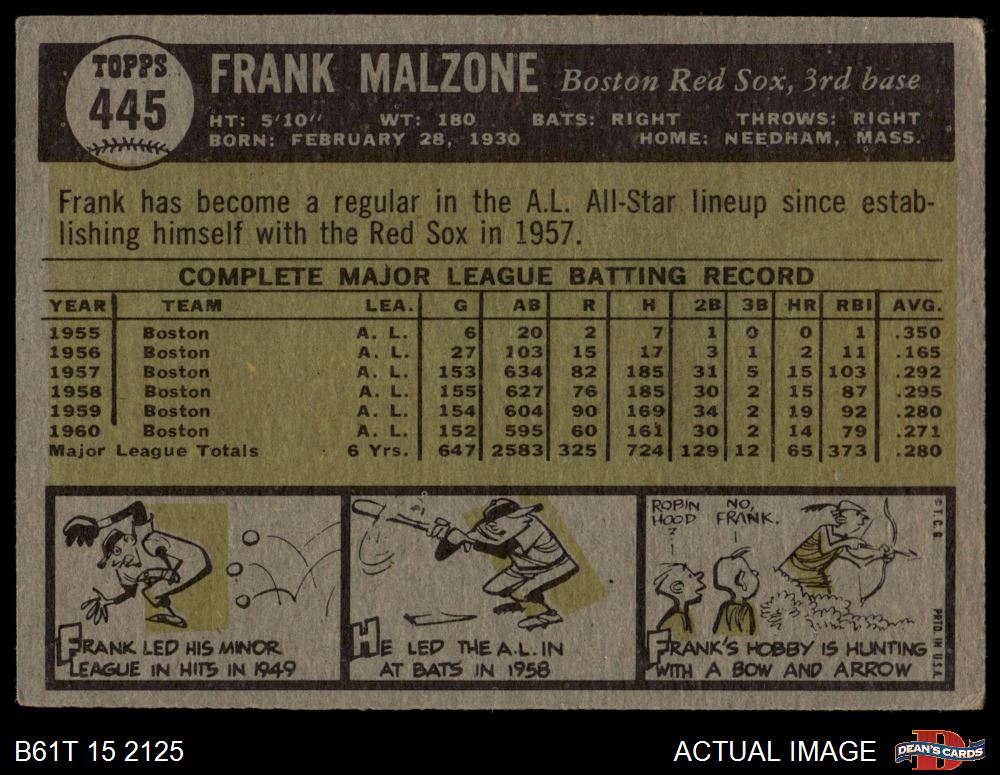 TOPPS
445
FRANK MALZONE Boston Red Sox, 3rd base
HT: 5'10" WT: 180 BATS: RIGHT THROWS: RIGHT
BORN: FEBRUARY 28, 1930 HOME: NEEDHAM, MASS.
Frank has become a regular in the A.L. All-Star lineup since estab-
lishing himself with the Red Sox in 1957.
COMPLETE MAJOR LEAGUE BATTING RECORD
YEAR TEAM LEA. G AB R H 2B 3B HR RBI AVG.
1955 Boston A. L. 6 20 2 7 1 0 0 1 .350
1956 Boston A. L. 27 103 15 17 3 1 2 11 .165
1957 Boston A. L. 153 634 82 185 31 5 15 103 .292
1958 Boston A. L. 155 627 76 185 30 2 15 87 .295
1959 Boston A. L. 154 604 90 169 34 2 19 92 .280
1960 Boston A. L. 152 595 60 161 30 2 14 79 .271
Major League Totals 6 Yrs. 647 2583 325 724 129 12 65 373 .280
FRANK LED HIS MINOR
LEAGUE IN HITS IN 1949
HE LED THE A.L. IN
AT BATS IN 1958
ROBIN
HOOD
?
NO,
FRANK.
FRANK'S HOBBY IS HUNTING
WITH A BOW AND ARROW
© T. C. G.
PRTD. IN U.S.A.
B61T 15 2125
ACTUAL IMAGE
DEAN'S CARDS